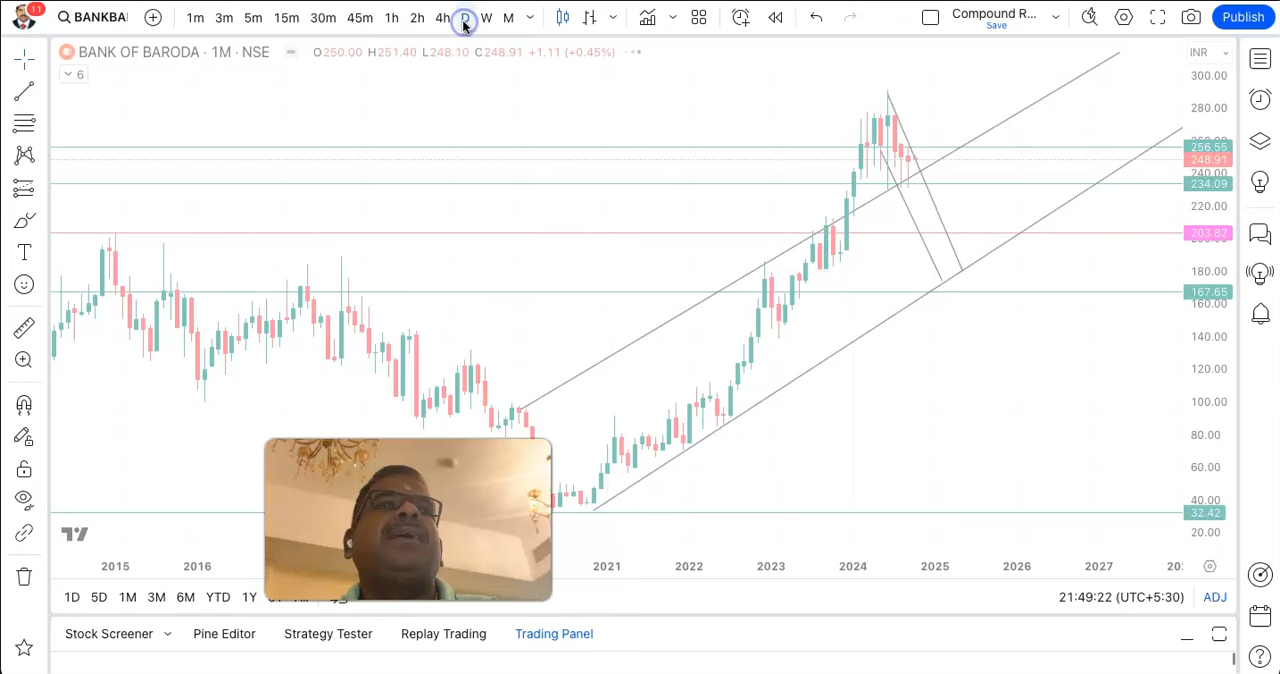 11
BANKBA
1m 3m 5m 15m 30m 45m 1h 2h 4h D W M
Compound R...
Save
Publish
BANK OF BARODA · 1M · NSE
O250.00 H251.40 L248.10 C248.91 +1.11 (+0.45%)
INR
6
300.00
280.00
256.55
248.91
240.00
234.09
220.00
203.82
180.00
167.65
160.00
140.00
120.00
100.00
80.00
60.00
40.00
32.42
20.00
2015 2016 2021 2022 2023 2024 2025 2026 2027 20:
1D 5D 1M 3M 6M YTD 1Y
21:49:22 (UTC+5:30) ADJ
Stock Screener Pine Editor Strategy Tester Replay Trading Trading Panel